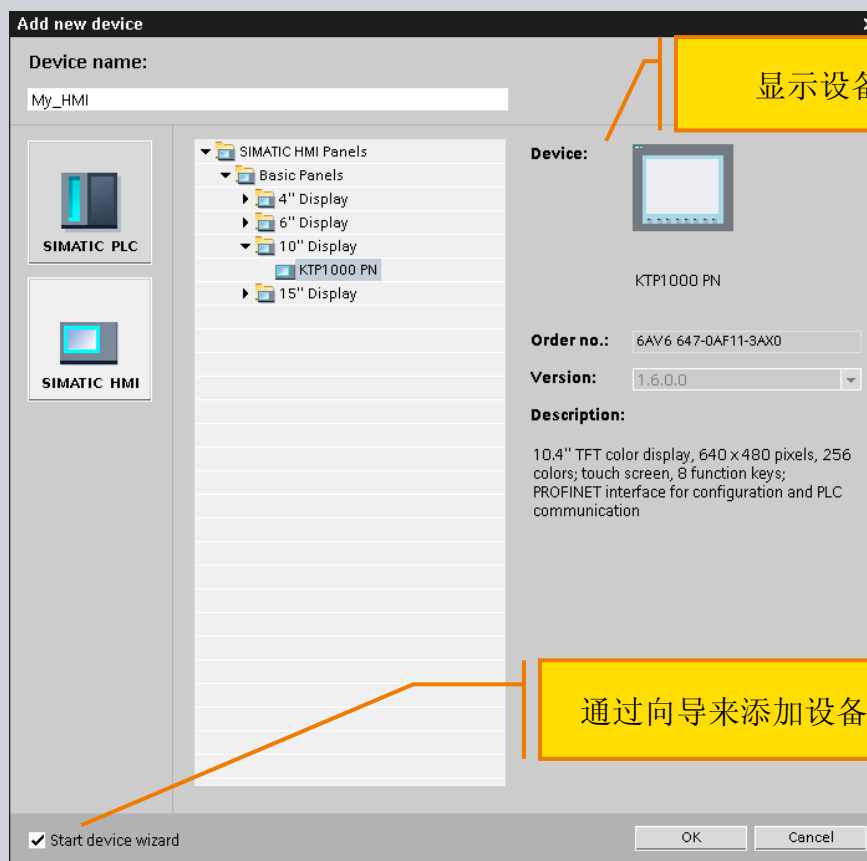 Add new device
Device name:
My_HMI
显示设备
SIMATIC PLC
SIMATIC HMI
SIMATIC HMI Panels
Basic Panels
4" Display
6" Display
10" Display
KTP1000 PN
15" Display
Device:
KTP1000 PN
Order no.:
6AV6 647-0AF11-3AX0
Version:
1.6.0.0
Description:
10.4" TFT color display, 640 x 480 pixels, 256
colors; touch screen, 8 function keys;
PROFINET interface for configuration and PLC
communication
通过向导来添加设备
Start device wizard
OK
Cancel